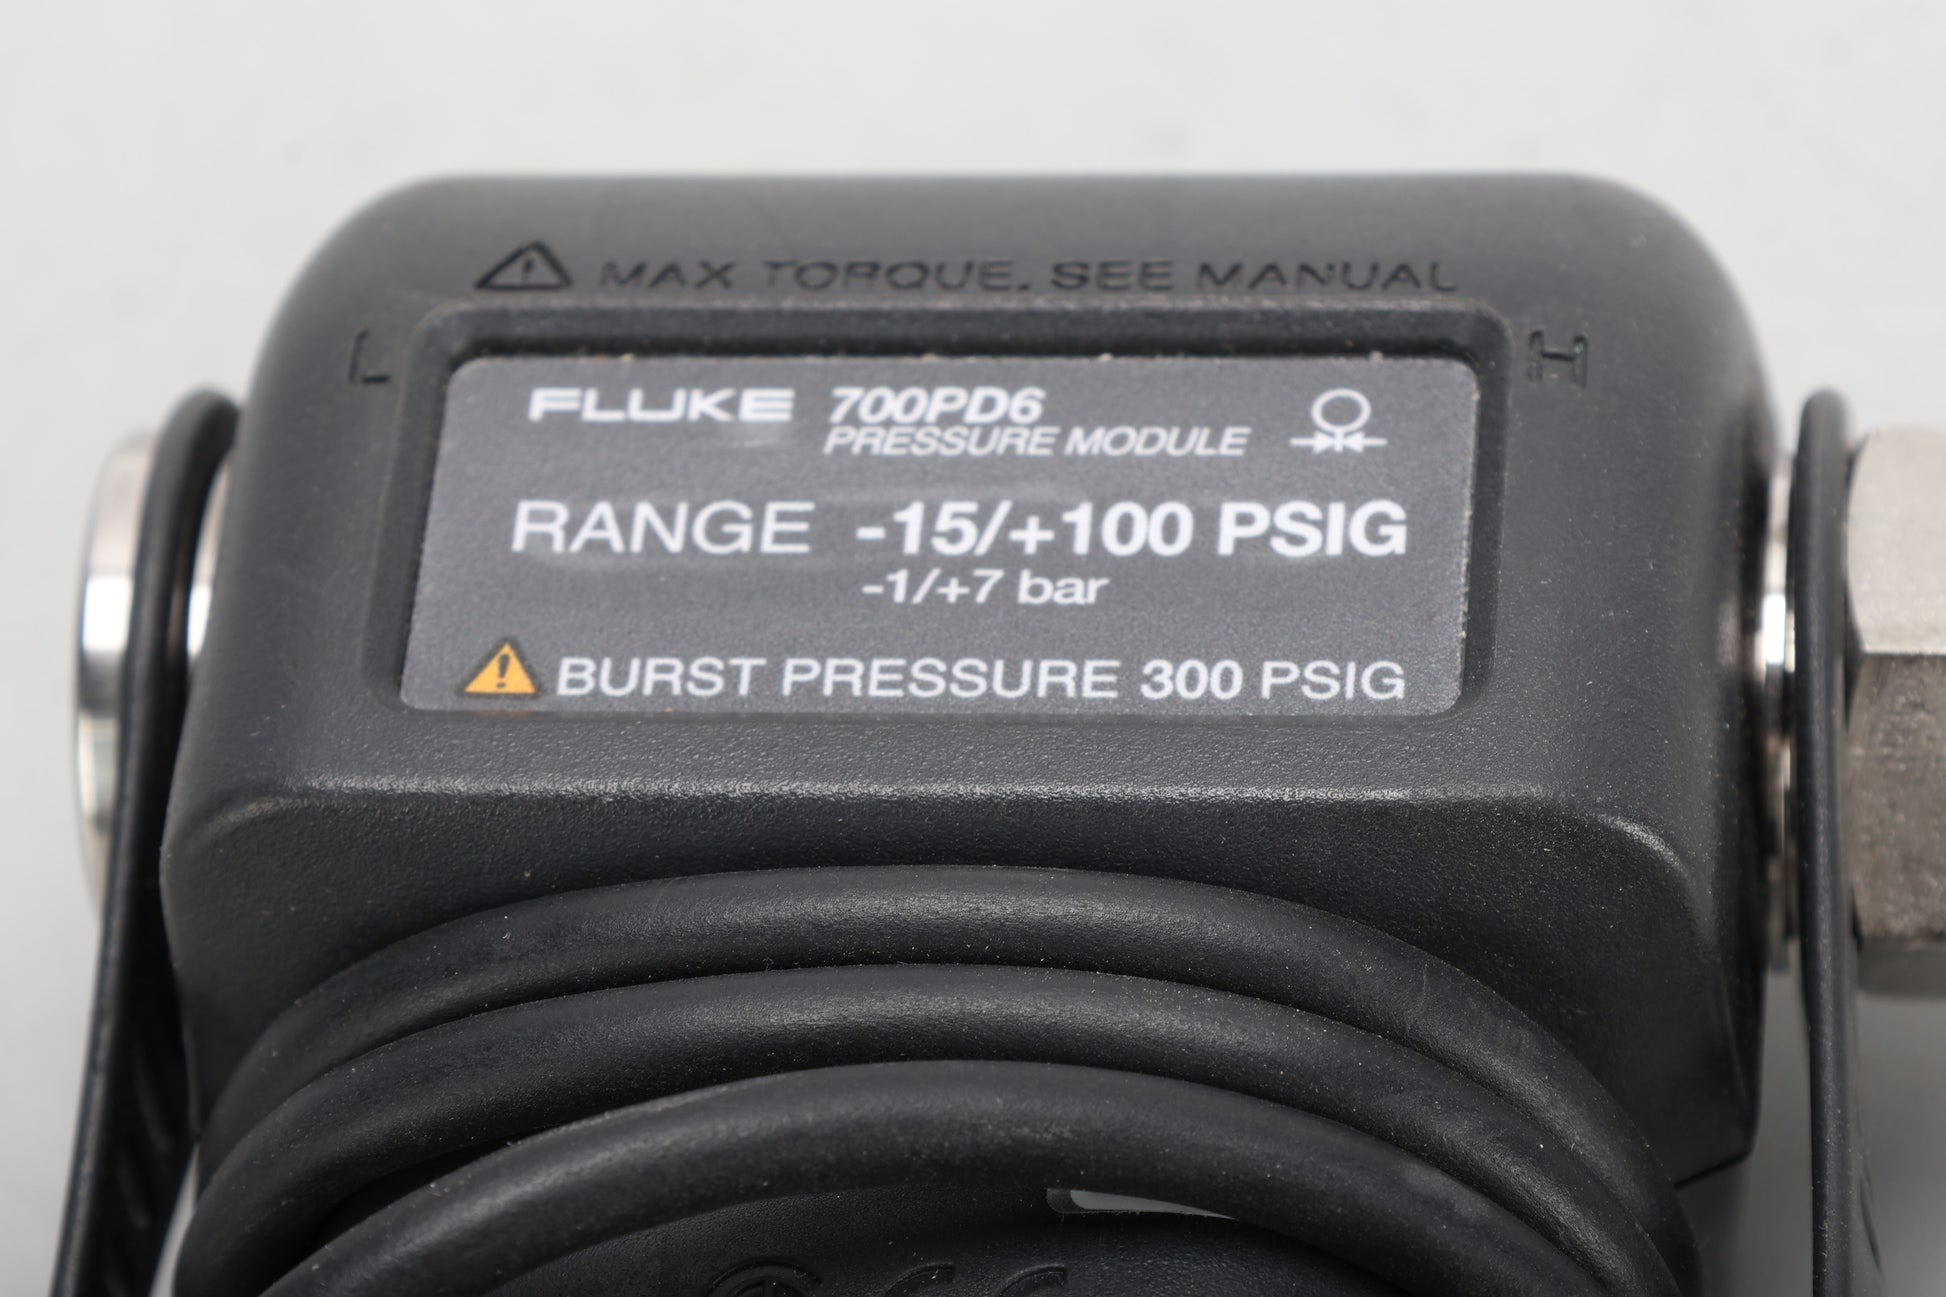 MAX TORQUE, SEE MANUAL
L
H
FLUKE 700PD6
PRESSURE MODULE
RANGE -15/+100 PSIG
-1/+7 bar
BURST PRESSURE 300 PSIG